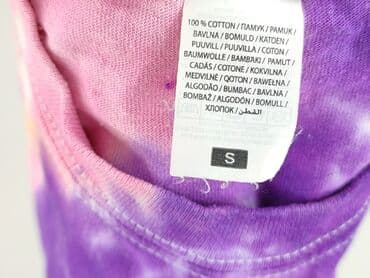 100 % COTTON / ПАМУК / PAMUK /
BAVLNA / BOMULD / KATOEN /
PUUVILL / PUUVILLA / COTON /
BAUMWOLLE / BAMBAKI / PAMUT /
CADÁS / COTONE / KOKVILNA /
MEDVILNĖ / QOTON / BAWEŁNA /
ALGODÃO / BUMBAC / BAVLNA /
BOMBAŽ / ALGODÓN / BOMULL /
ХЛОПОК / القطن
S